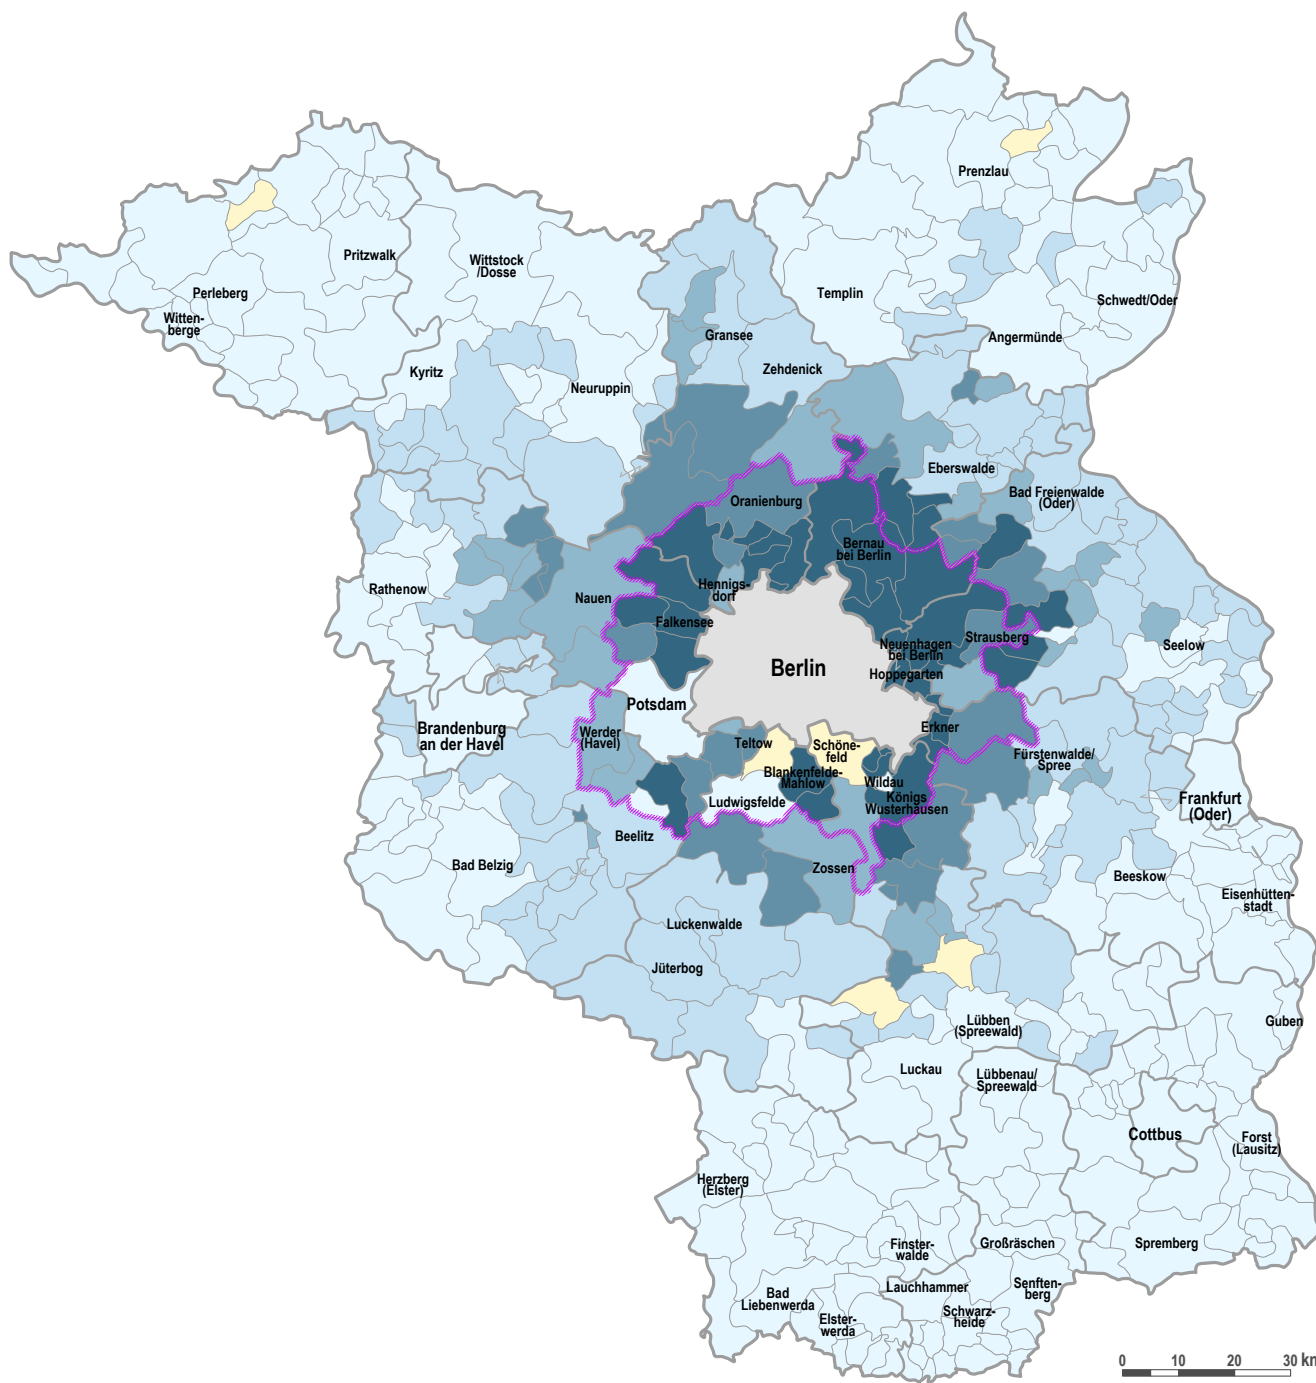 Prenzlau
Pritzwalk
Wittstock
/Dosse
Perleberg
Templin
Schwedt/Oder
Witten-
berge
Gransee
Angermünde
Kyritz
Zehdenick
Neuruppin
Eberswalde
Bad Freienwalde
(Oder)
Oranienburg
Bernau
bei Berlin
Rathenow
Nauen
Hennigs-
dorf
Falkensee
Strausberg
Neuenhagen
bei Berlin
Seelow
Berlin
Hoppegarten
Potsdam
Brandenburg
an der Havel
Werder
(Havel)
Teltow
Schöne-
feld
Erkner
Fürstenwalde/
Spree
Blankenfelde-
Mahlow
Wildau
Ludwigsfelde
Königs
Wusterhausen
Frankfurt
(Oder)
Beelitz
Bad Belzig
Zossen
Beeskow
Eisenhütten-
stadt
Luckenwalde
Jüterbog
Lübben
(Spreewald)
Guben
Luckau
Lübbenau/
Spreewald
Cottbus
Forst
(Lausitz)
Herzberg
(Elster)
Finster-
walde
Großräschen
Spremberg
Bad
Liebenwerda
Lauchhammer
Senften-
berg
Elster-
werda
Schwarz-
heide
0 10 20 30 km